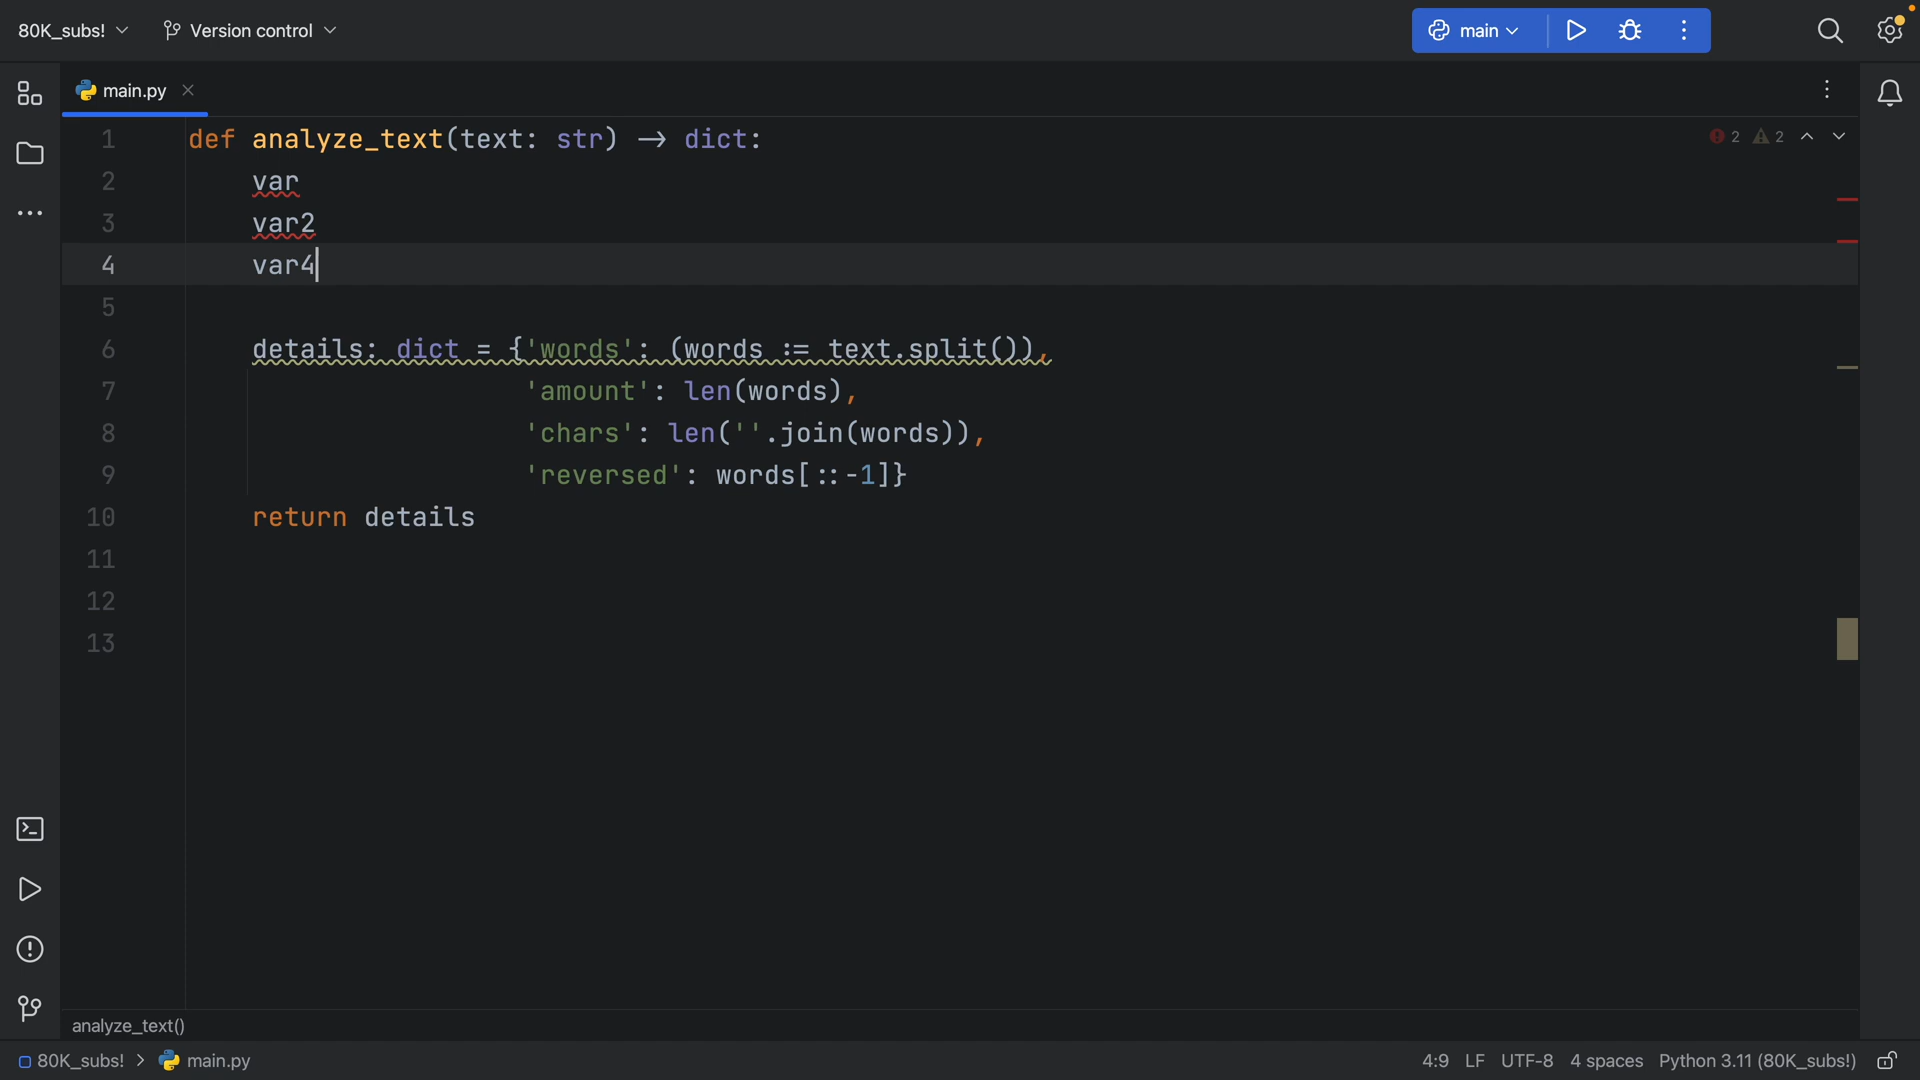 80K_subs! Version control main
main.py
1 def analyze_text(text: str) → dict: 2 2
2 var
3 var2
4 var4
5
6 details: dict = {'words': (words := text.split()),
7 'amount': len(words),
8 'chars': len(''.join(words)),
9 'reversed': words[::-1]}
10 return details
11
12
13
analyze_text()
80K_subs! > main.py 4:9 LF UTF-8 4 spaces Python 3.11 (80K_subs!)